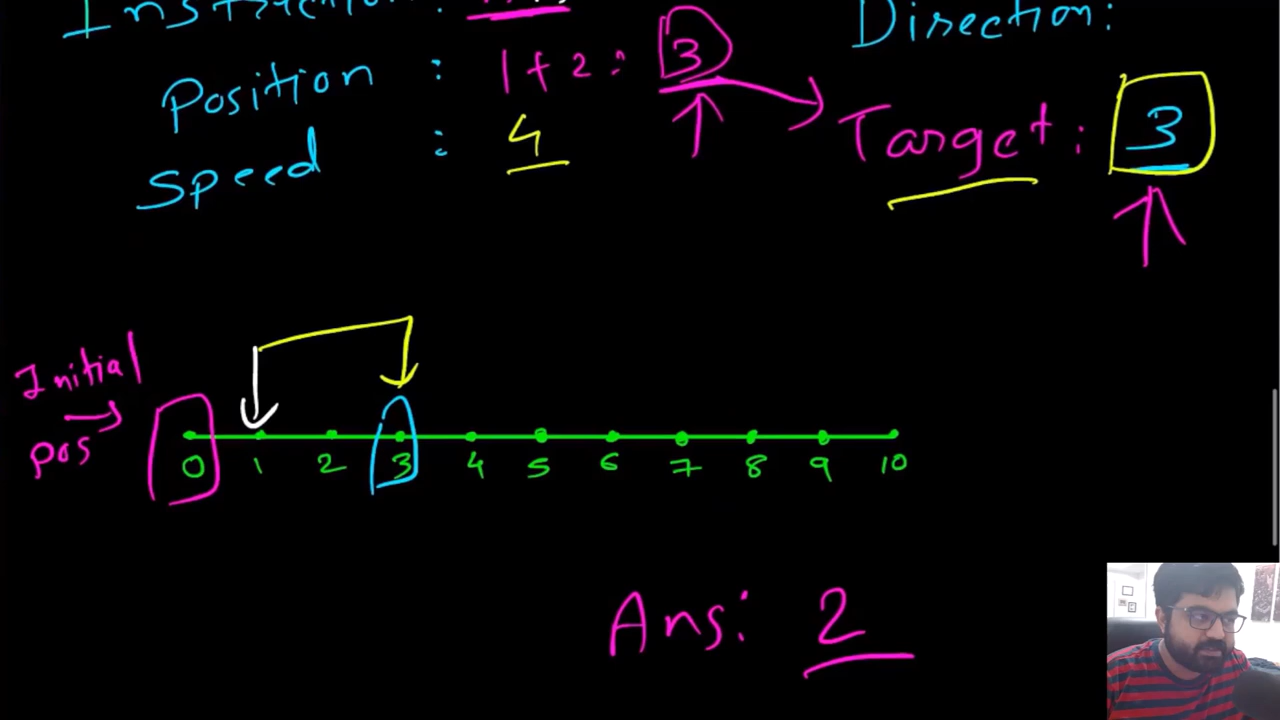 Instruction:
Direction:
Position : 1 + 2 : 3
Speed : 4
Target : 3
Initial
pos
0 1 2 3 4 5 6 7 8 9 10
Ans: 2